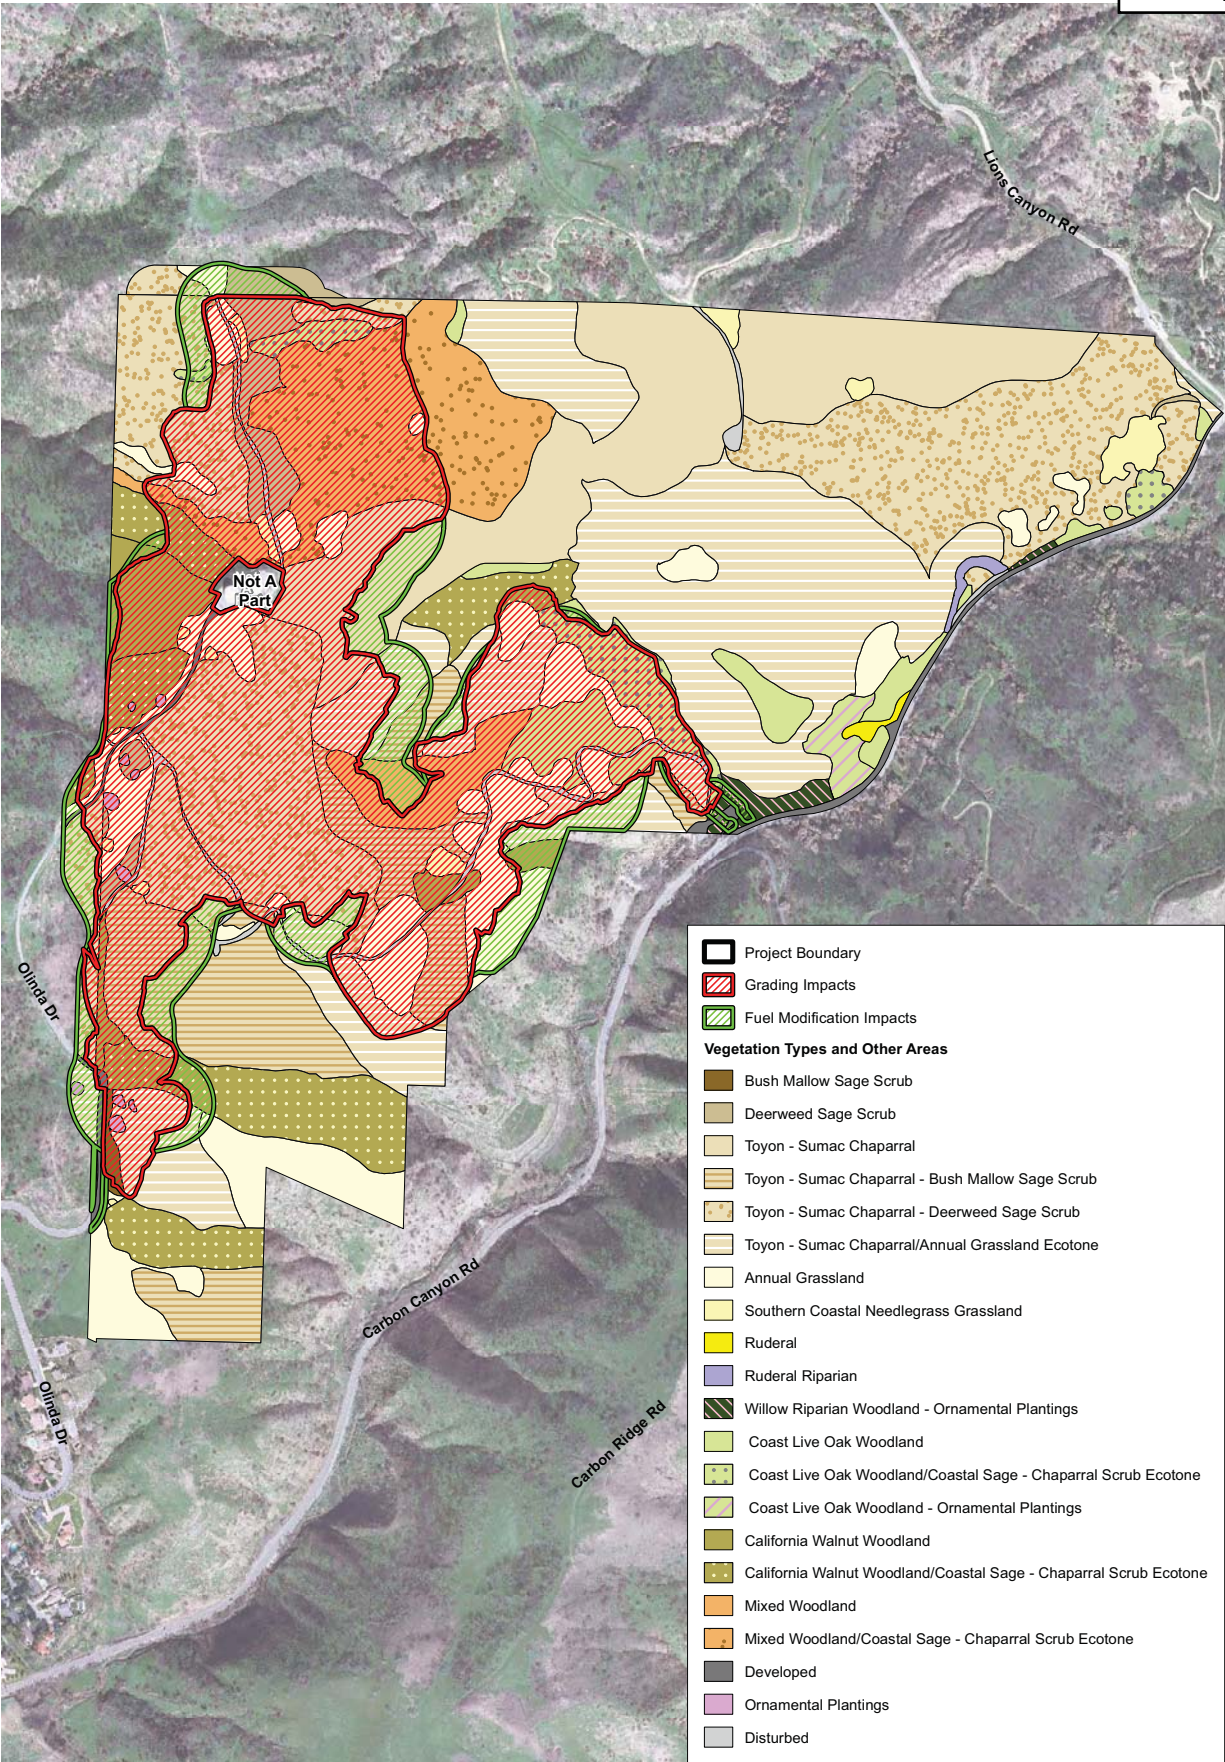 Lions Canyon Rd
Not A
Part
Olinda Dr
Carbon Canyon Rd
Olinda Dr
Carbon Ridge Rd
Project Boundary
Grading Impacts
Fuel Modification Impacts
Vegetation Types and Other Areas
Bush Mallow Sage Scrub
Deerweed Sage Scrub
Toyon - Sumac Chaparral
Toyon - Sumac Chaparral - Bush Mallow Sage Scrub
Toyon - Sumac Chaparral - Deerweed Sage Scrub
Toyon - Sumac Chaparral/Annual Grassland Ecotone
Annual Grassland
Southern Coastal Needlegrass Grassland
Ruderal
Ruderal Riparian
Willow Riparian Woodland - Ornamental Plantings
Coast Live Oak Woodland
Coast Live Oak Woodland/Coastal Sage - Chaparral Scrub Ecotone
Coast Live Oak Woodland - Ornamental Plantings
California Walnut Woodland
California Walnut Woodland/Coastal Sage - Chaparral Scrub Ecotone
Mixed Woodland
Mixed Woodland/Coastal Sage - Chaparral Scrub Ecotone
Developed
Ornamental Plantings
Disturbed